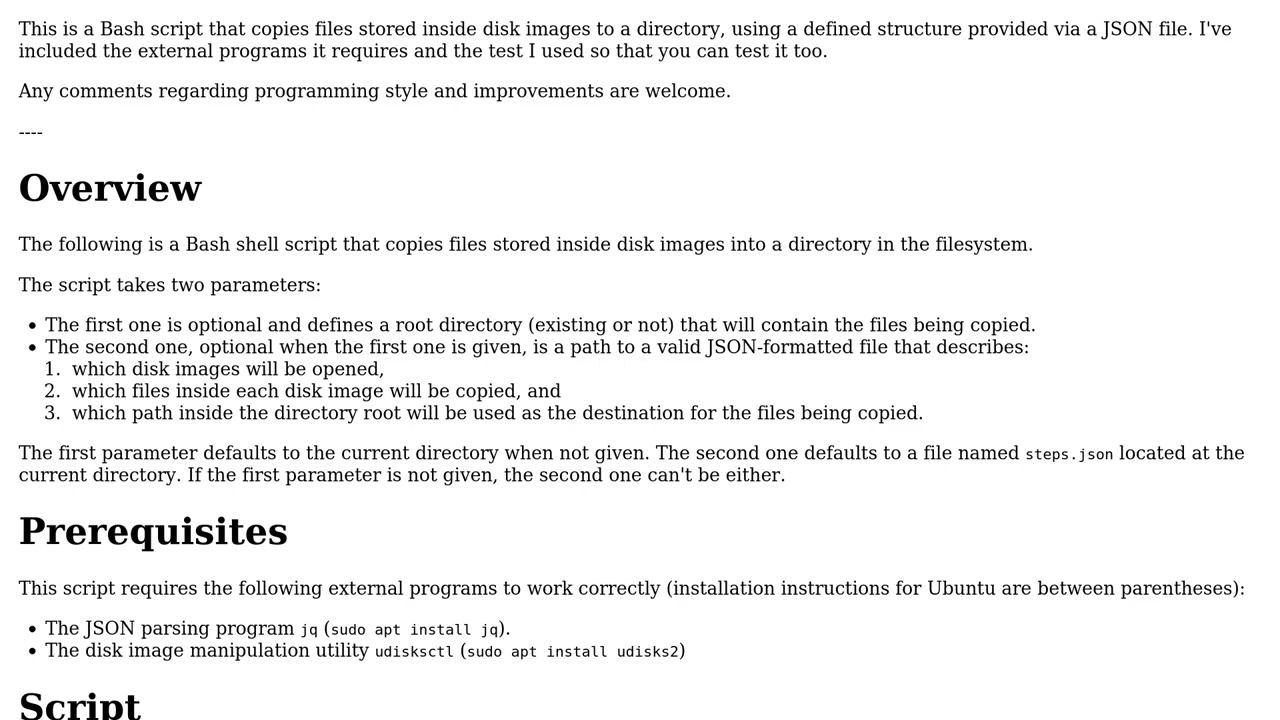 This is a Bash script that copies files stored inside disk images to a directory, using a defined structure provided via a JSON file. I've
included the external programs it requires and the test I used so that you can test it too.
Any comments regarding programming style and improvements are welcome.
----
Overview
The following is a Bash shell script that copies files stored inside disk images into a directory in the filesystem.
The script takes two parameters:
• The first one is optional and defines a root directory (existing or not) that will contain the files being copied.
• The second one, optional when the first one is given, is a path to a valid JSON-formatted file that describes:
1. which disk images will be opened,
2. which files inside each disk image will be copied, and
3. which path inside the directory root will be used as the destination for the files being copied.
The first parameter defaults to the current directory when not given. The second one defaults to a file named steps.json located at the
current directory. If the first parameter is not given, the second one can't be either.
Prerequisites
This script requires the following external programs to work correctly (installation instructions for Ubuntu are between parentheses):
• The JSON parsing program jq (sudo apt install jq).
• The disk image manipulation utility udisksctl (sudo apt install udisks2)
Script